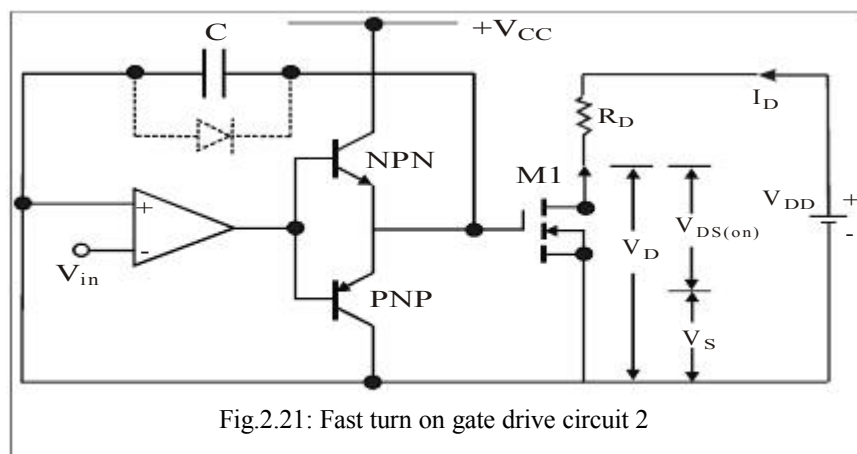 C
+VCC
ID
RD
NPN
M1
+
VDD
+
VDS(on)
VD
-
-
Vin
PNP
VS
Fig.2.21: Fast turn on gate drive circuit 2